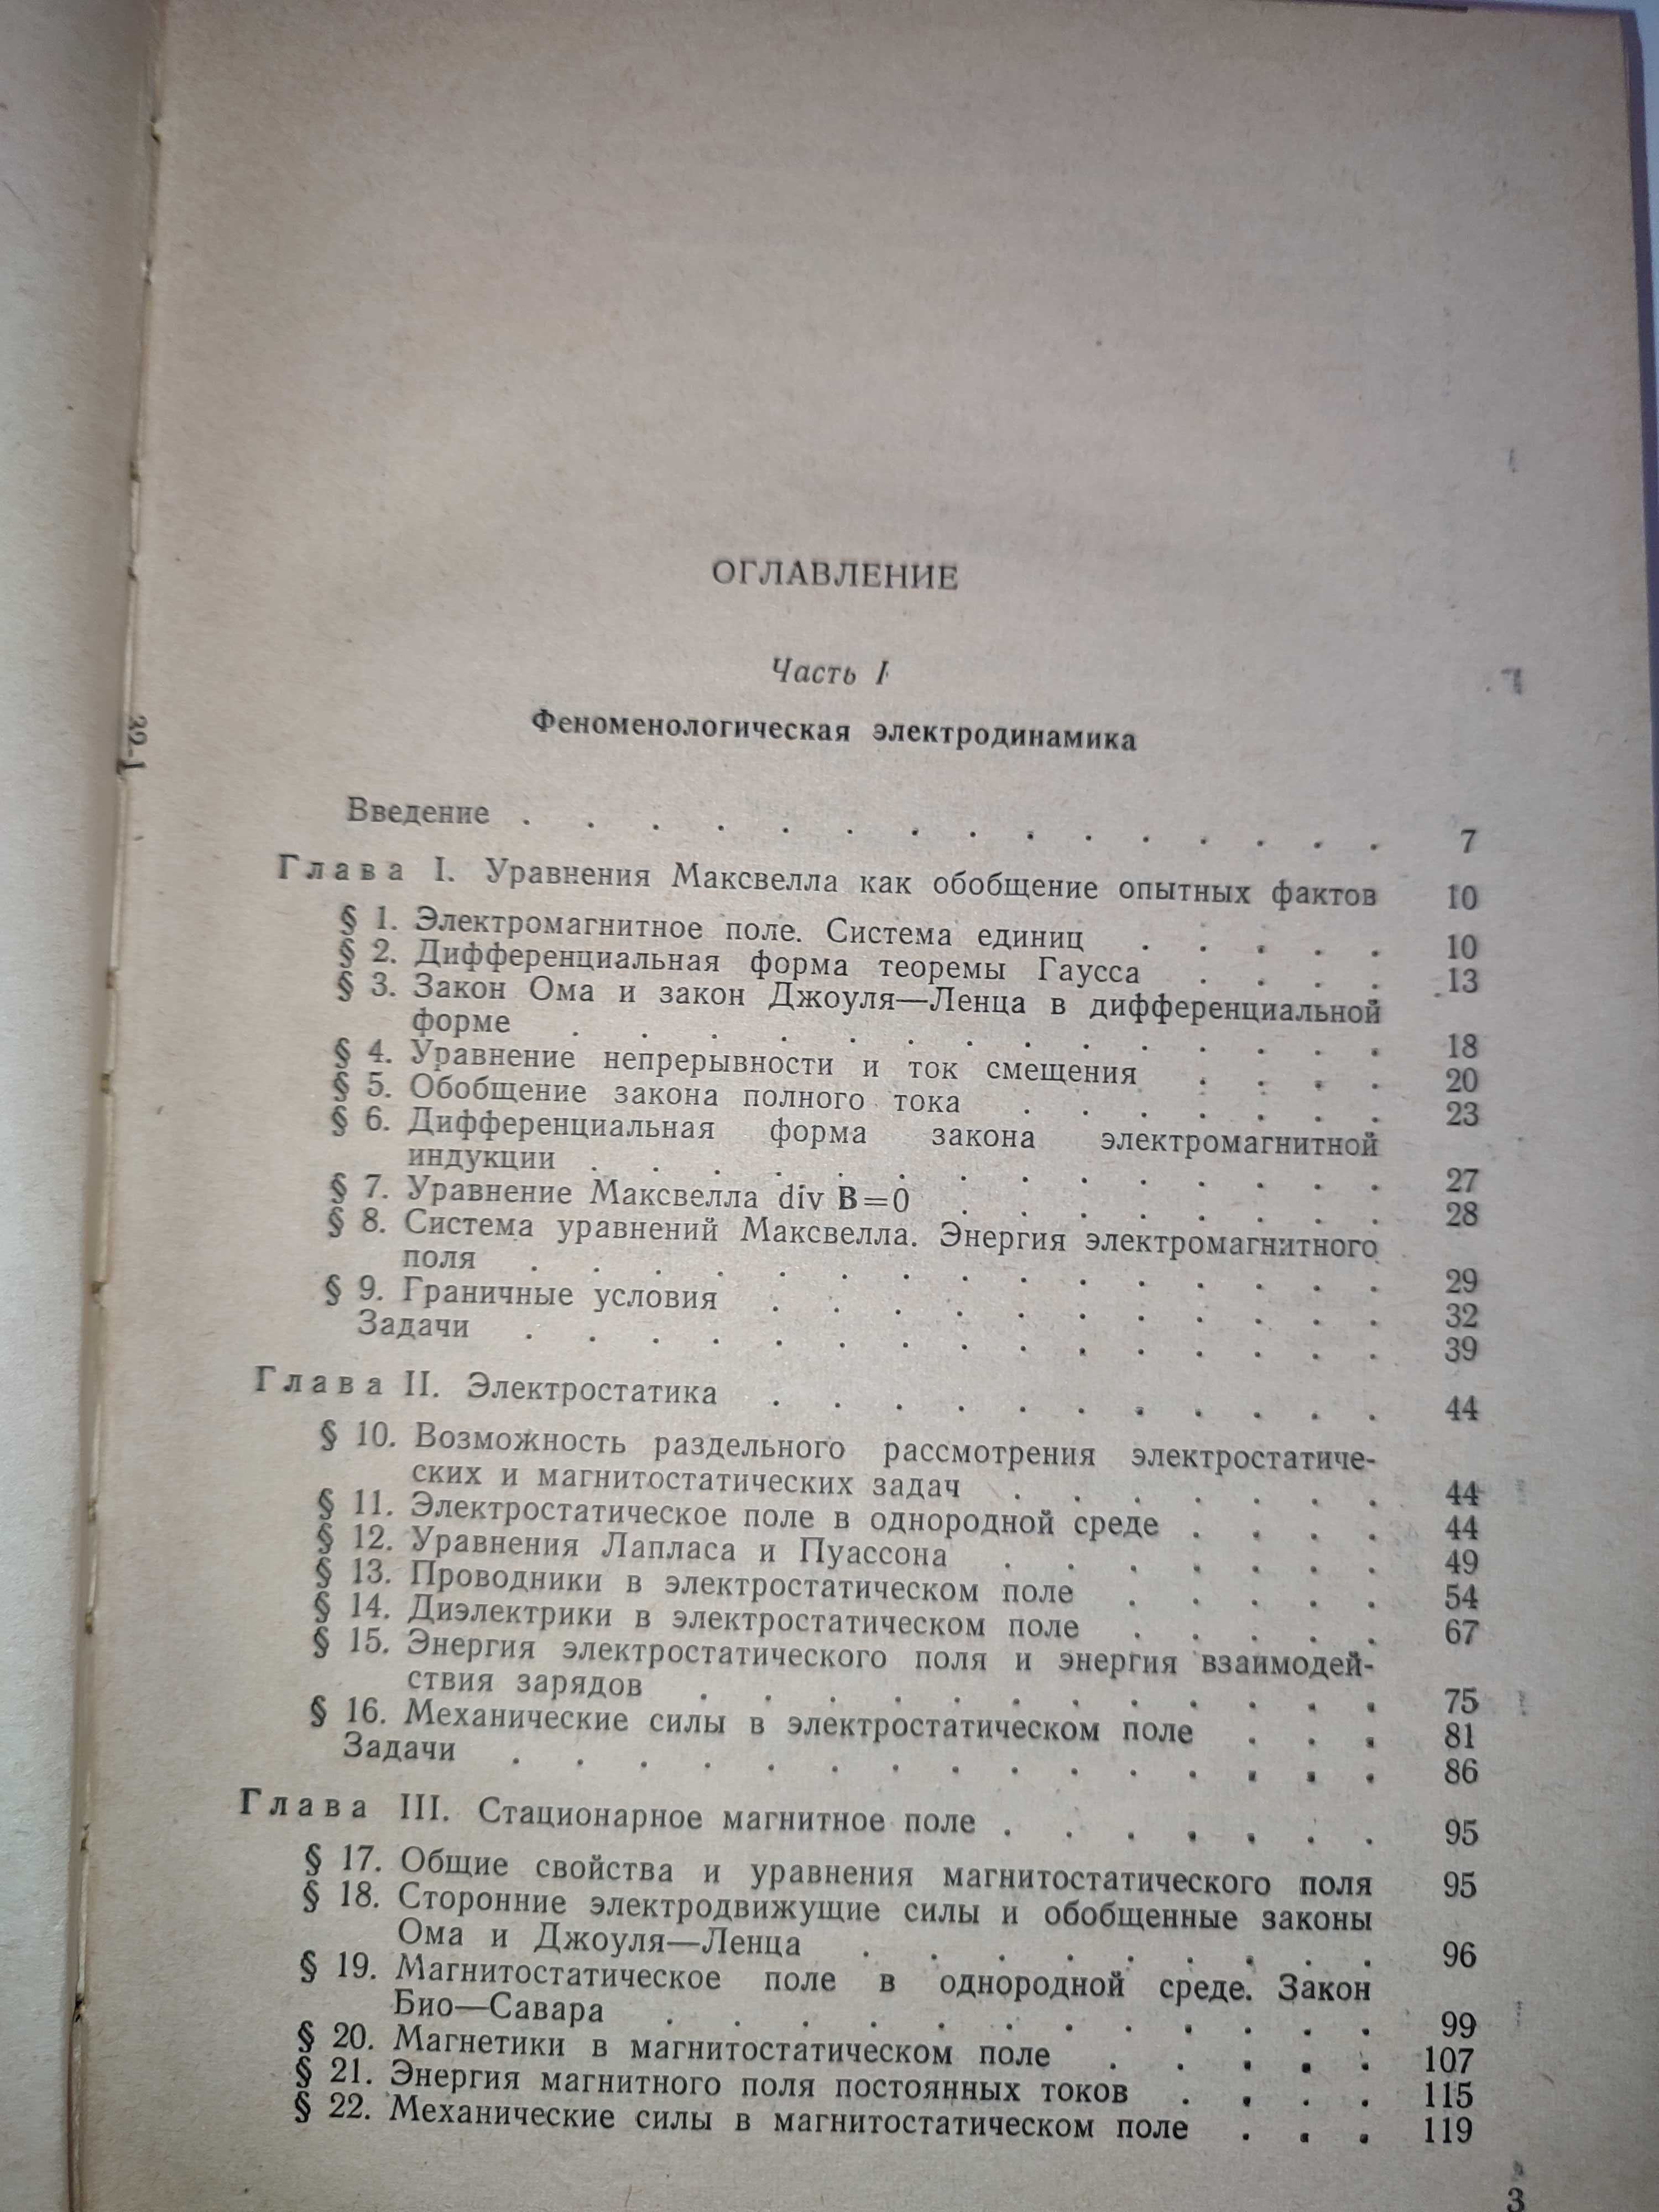 ОГЛАВЛЕНИЕ
Часть I
Феноменологическая электродинамика
Введение . . . . . . . . . . . . . . 7
Глава I. Уравнения Максвелла как обобщение опытных фактов 10
§ 1. Электромагнитное поле. Система единиц . . . . . 10
§ 2. Дифференциальная форма теоремы Гаусса . . . . 13
§ 3. Закон Ома и закон Джоуля—Ленца в дифференциальной
форме . . . . . . . . . . . . . 18
§ 4. Уравнение непрерывности и ток смещения . . . . 20
§ 5. Обобщение закона полного тока . . . . . . . 23
§ 6. Дифференциальная форма закона электромагнитной
индукции . . . . . . . . . . . . . 27
§ 7. Уравнение Максвелла div B=0 . . . . . . . . 28
§ 8. Система уравнений Максвелла. Энергия электромагнитного
поля . . . . . . . . . . . . . . 29
§ 9. Граничные условия . . . . . . . . . . . 32
Задачи . . . . . . . . . . . . . . 39
Глава II. Электростатика . . . . . . . . . . . 44
§ 10. Возможность раздельного рассмотрения электростатиче-
ских и магнитостатических задач . . . . . . . 44
§ 11. Электростатическое поле в однородной среде . . . . 44
§ 12. Уравнения Лапласа и Пуассона . . . . . . . 49
§ 13. Проводники в электростатическом поле . . . . . 54
§ 14. Диэлектрики в электростатическом поле . . . . . 67
§ 15. Энергия электростатического поля и энергия взаимодей-
ствия зарядов . . . . . . . . . . . . 75
§ 16. Механические силы в электростатическом поле . . . 81
Задачи . . . . . . . . . . . . . . 86
Глава III. Стационарное магнитное поле . . . . . . . 95
§ 17. Общие свойства и уравнения магнитостатического поля 95
§ 18. Сторонние электродвижущие силы и обобщенные законы
Ома и Джоуля—Ленца . . . . . . . . . 96
§ 19. Магнитостатическое поле в однородной среде. Закон
Био—Савара . . . . . . . . . . . 99
§ 20. Магнетики в магнитостатическом поле . . . . . 107
§ 21. Энергия магнитного поля постоянных токов . . . . 115
§ 22. Механические силы в магнитостатическом поле . . . 119
3